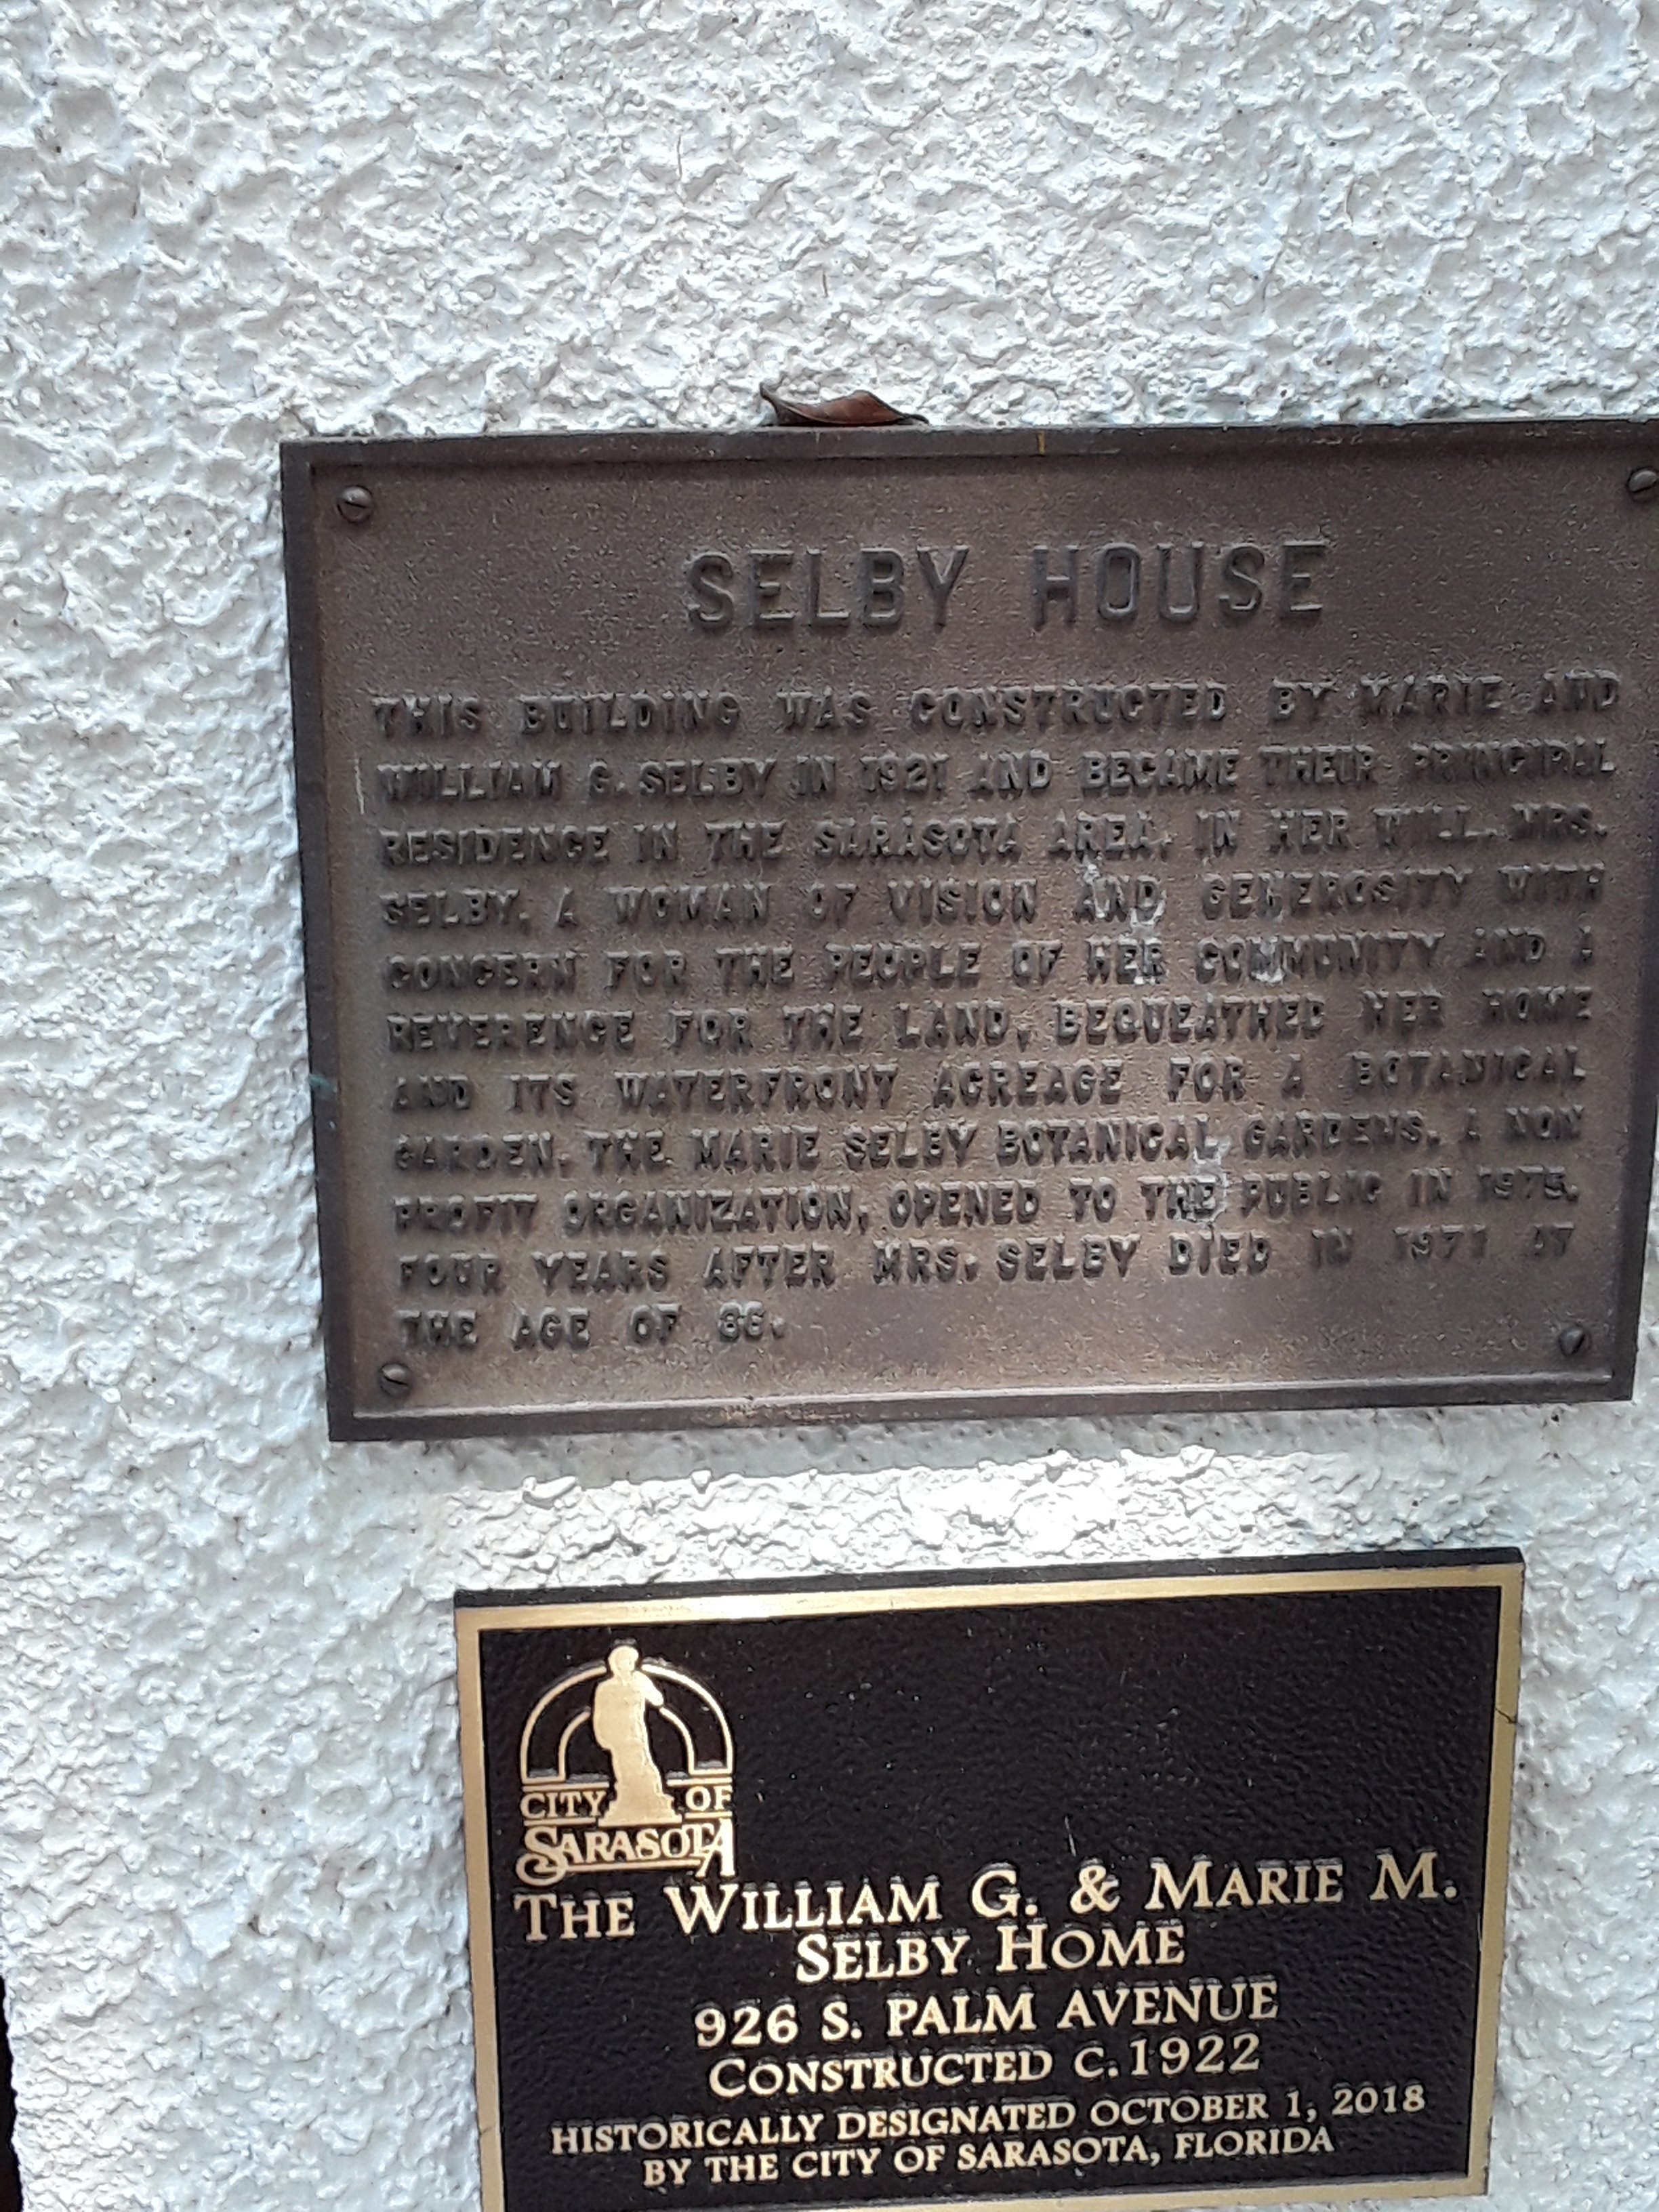 SELBY HOUSE
THIS BUILDING WAS CONSTRUCTED BY MARIE AND
WILLIAM G. SELBY IN 1921 AND BECAME THEIR PRINCIPAL
RESIDENCE IN THE SARASOTA AREA. IN HER WILL, MRS.
SELBY, A WOMAN OF VISION AND GENEROSITY WITH
CONCERN FOR THE PEOPLE OF HER COMMUNITY AND A
REVERENCE FOR THE LAND, BEQUEATHED HER HOME
AND ITS WATERFRONT ACREAGE FOR A BOTANICAL
GARDEN. THE MARIE SELBY BOTANICAL GARDENS, A NON
PROFIT ORGANIZATION, OPENED TO THE PUBLIC IN 1975,
FOUR YEARS AFTER MRS. SELBY DIED IN 1971 AT
THE AGE OF 86.
CITY OF
SARASOTA
THE WILLIAM G. & MARIE M.
SELBY HOME
926 S. PALM AVENUE
CONSTRUCTED C.1922
HISTORICALLY DESIGNATED OCTOBER 1, 2018
BY THE CITY OF SARASOTA, FLORIDA